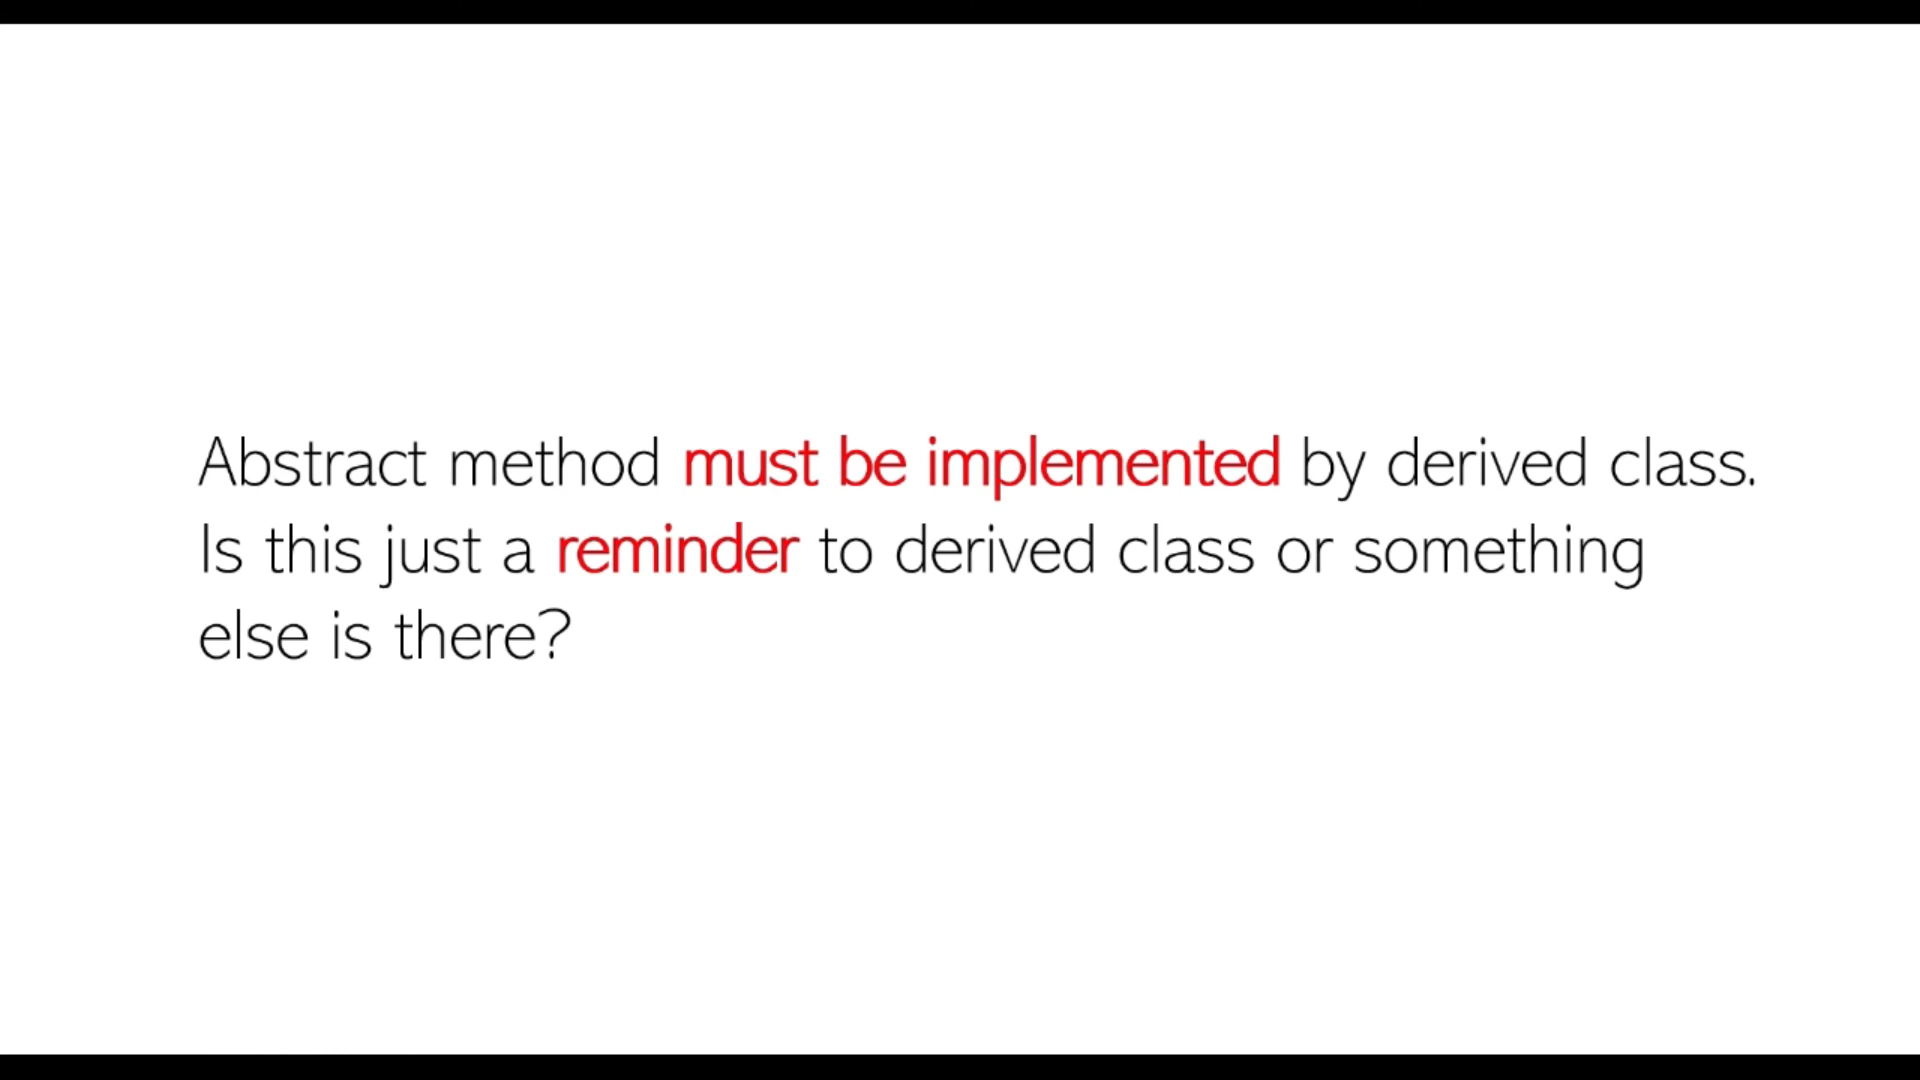 Abstract method must be implemented by derived class.
Is this just a reminder to derived class or something
else is there?